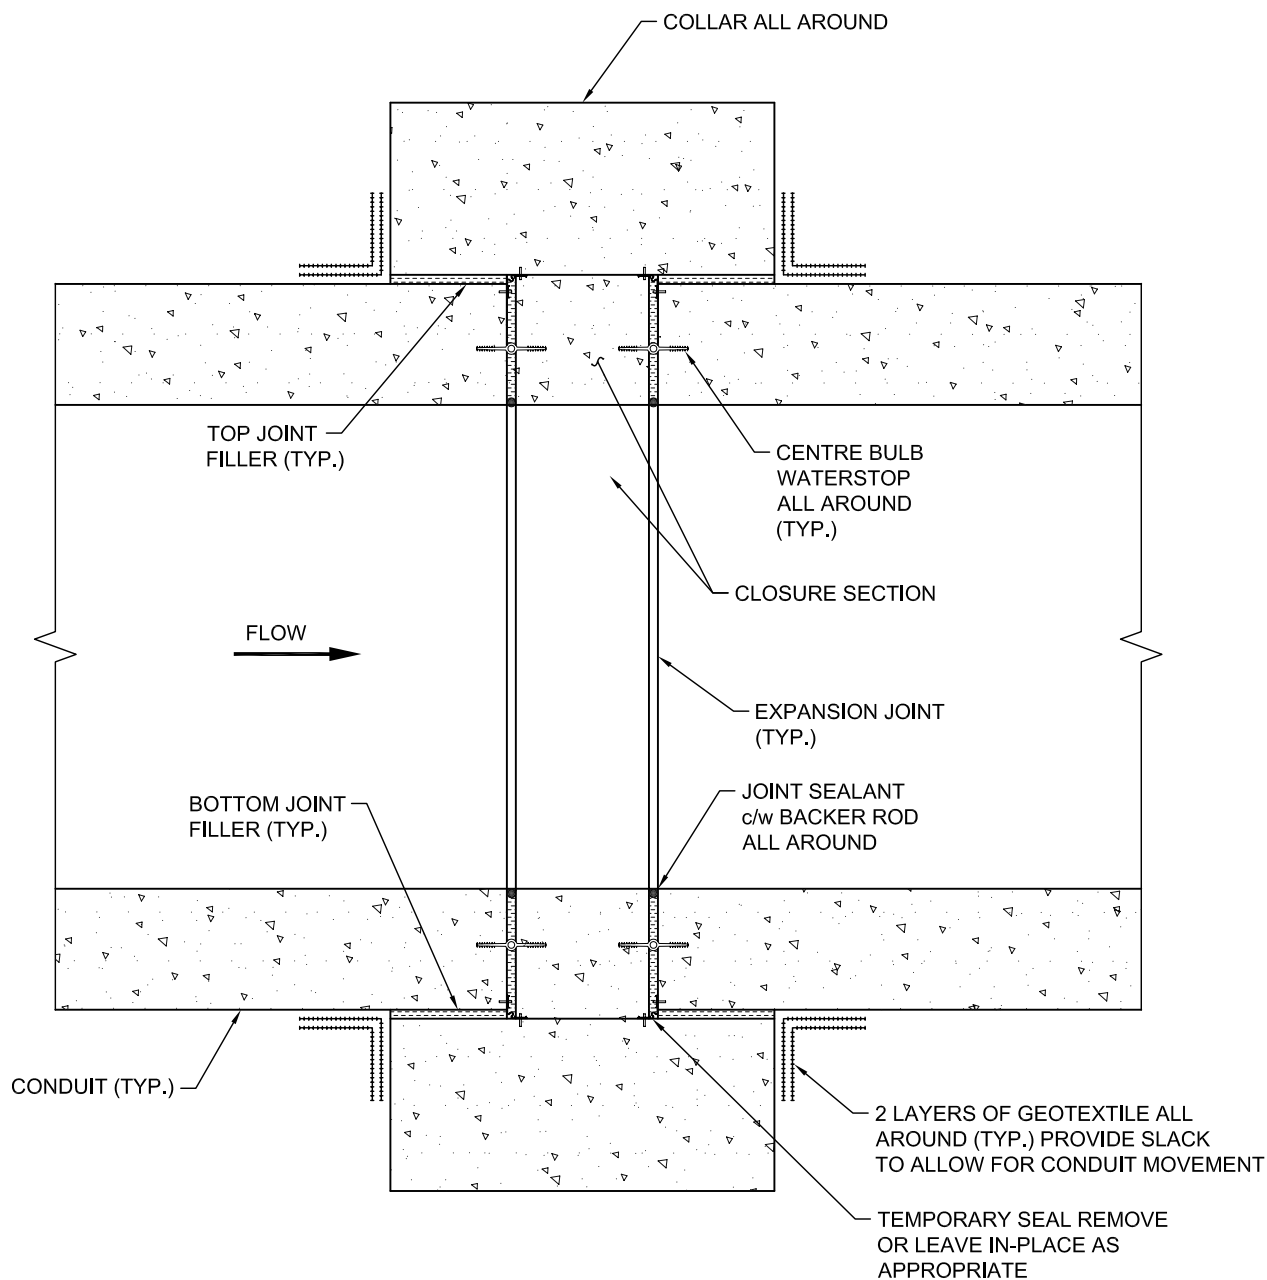 COLLAR ALL AROUND
TOP JOINT
FILLER (TYP.)
CENTRE BULB
WATERSTOP
ALL AROUND
(TYP.)
CLOSURE SECTION
FLOW
EXPANSION JOINT
(TYP.)
BOTTOM JOINT
FILLER (TYP.)
JOINT SEALANT
c/w BACKER ROD
ALL AROUND
CONDUIT (TYP.)
2 LAYERS OF GEOTEXTILE ALL
AROUND (TYP.) PROVIDE SLACK
TO ALLOW FOR CONDUIT MOVEMENT
TEMPORARY SEAL REMOVE
OR LEAVE IN-PLACE AS
APPROPRIATE